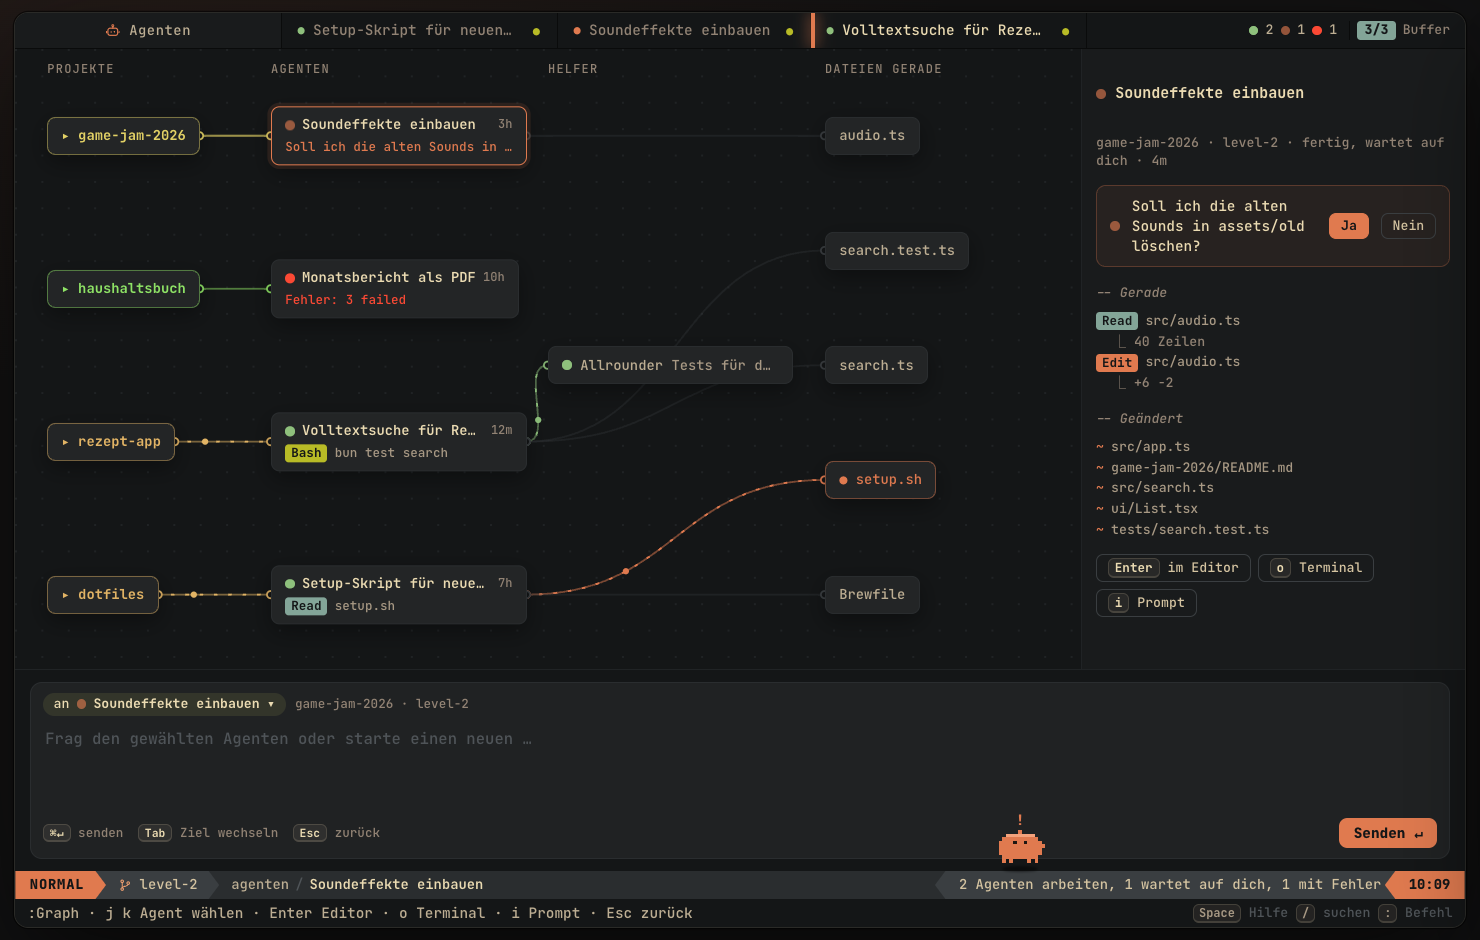 Agenten
Setup-Skript für neuen…
Soundeffekte einbauen
Volltextsuche für Reze…
2 1 1
3/3 Buffer
PROJEKTE
AGENTEN
HELFER
DATEIEN GERADE
▸ game-jam-2026
Soundeffekte einbauen 3h
Soll ich die alten Sounds in …
audio.ts
search.test.ts
▸ haushaltsbuch
Monatsbericht als PDF 10h
Fehler: 3 failed
Allrounder Tests für d…
search.ts
▸ rezept-app
Volltextsuche für Re… 12m
Bash bun test search
setup.sh
▸ dotfiles
Setup-Skript für neue… 7h
Read setup.sh
Brewfile
Soundeffekte einbauen
game-jam-2026 · level-2 · fertig, wartet auf
dich · 4m
Soll ich die alten
Sounds in assets/old
löschen?
Ja
Nein
-- Gerade
Read src/audio.ts
40 Zeilen
Edit src/audio.ts
+6 -2
-- Geändert
~ src/app.ts
~ game-jam-2026/README.md
~ src/search.ts
~ ui/List.tsx
~ tests/search.test.ts
Enter im Editor
o Terminal
i Prompt
an Soundeffekte einbauen ▾ game-jam-2026 · level-2
Frag den gewählten Agenten oder starte einen neuen …
⌘↵ senden Tab Ziel wechseln Esc zurück
!
Senden ↵
NORMAL level-2 agenten / Soundeffekte einbauen
2 Agenten arbeiten, 1 wartet auf dich, 1 mit Fehler 10:09
:Graph · j k Agent wählen · Enter Editor · o Terminal · i Prompt · Esc zurück
Space Hilfe / suchen : Befehl